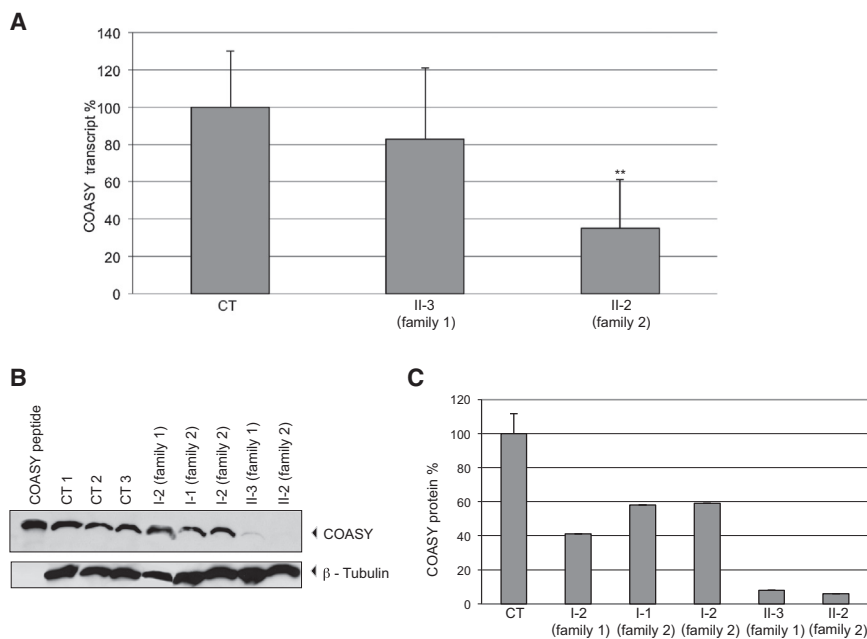 A
140
120
100
80
60
40
20
0
COASY transcript %
**
CT
II-3
(family 1)
II-2
(family 2)
B
COASY peptide
CT 1
CT 2
CT 3
I-2 (family 1)
I-1 (family 2)
I-2 (family 2)
II-3 (family 1)
II-2 (family 2)
COASY
β - Tubulin
C
120
100
80
60
40
20
0
COASY protein %
CT
I-2
(family 1)
I-1
(family 2)
I-2
(family 2)
II-3
(family 1)
II-2
(family 2)